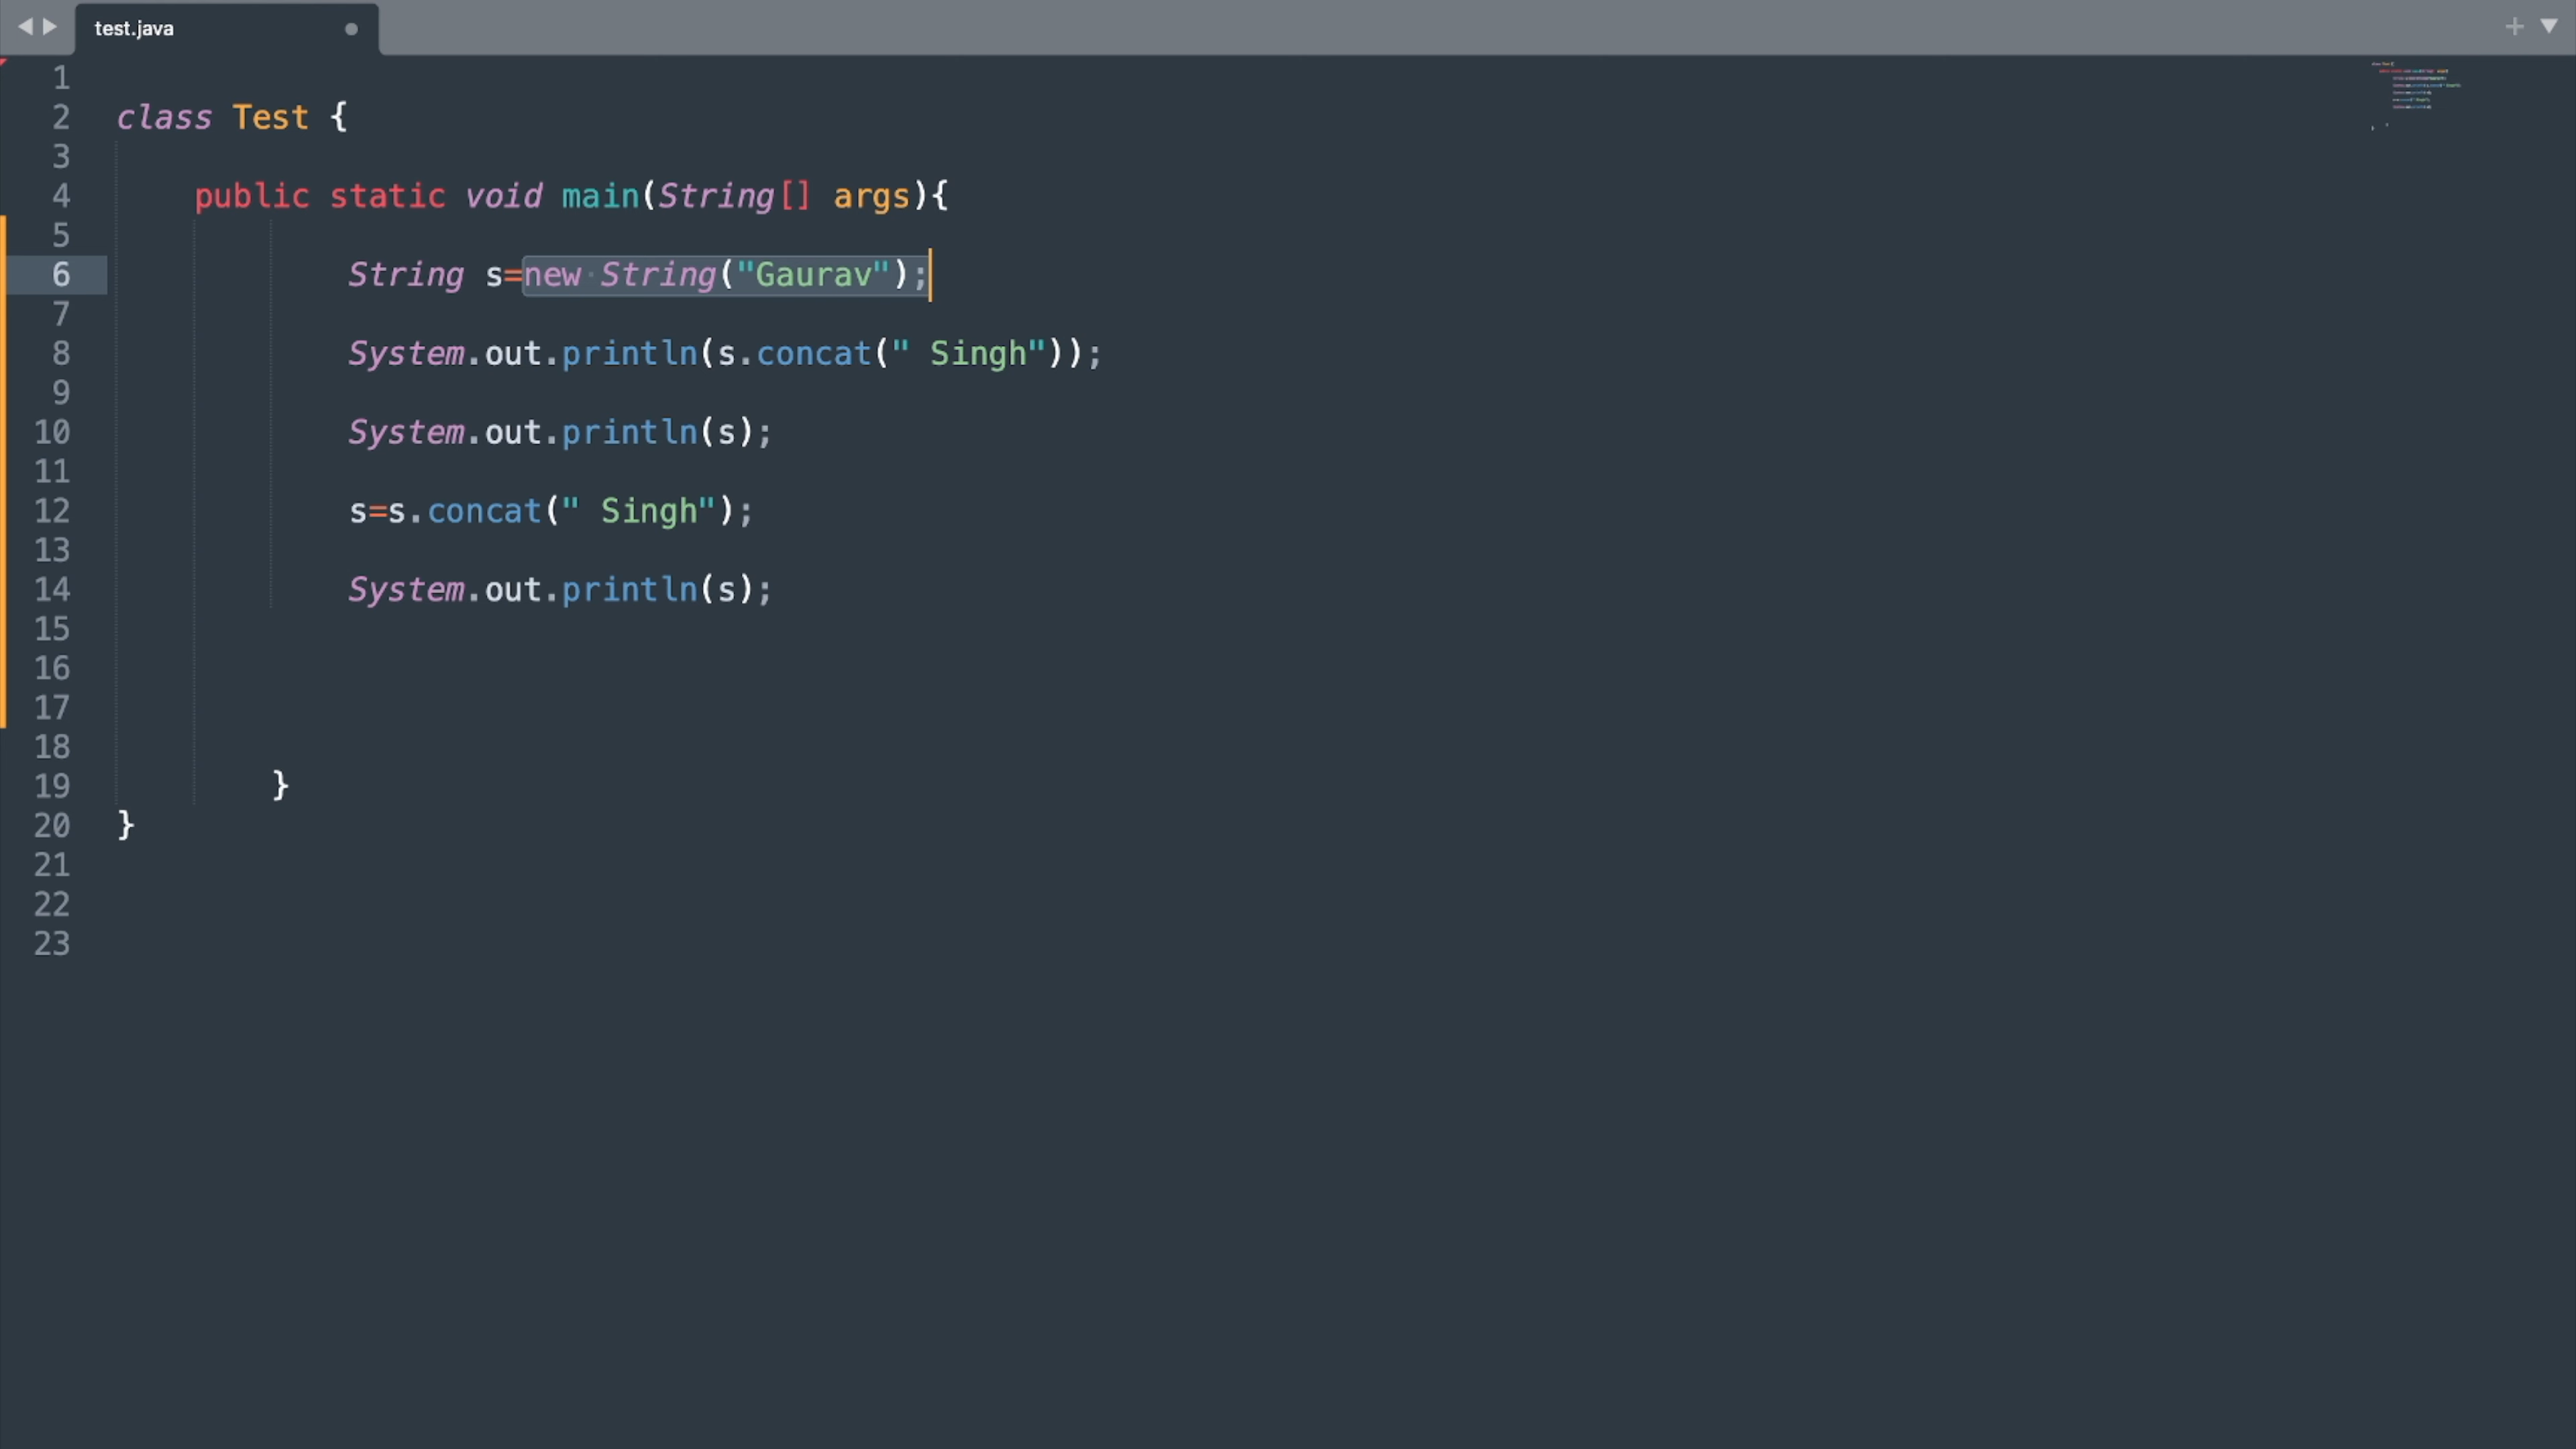 test.java
1
2 class Test {
3
4 public static void main(String[] args){
5
6 String s=new String("Gaurav");
7
8 System.out.println(s.concat(" Singh"));
9
10 System.out.println(s);
11
12 s=s.concat(" Singh");
13
14 System.out.println(s);
15
16
17
18
19 }
20 }
21
22
23